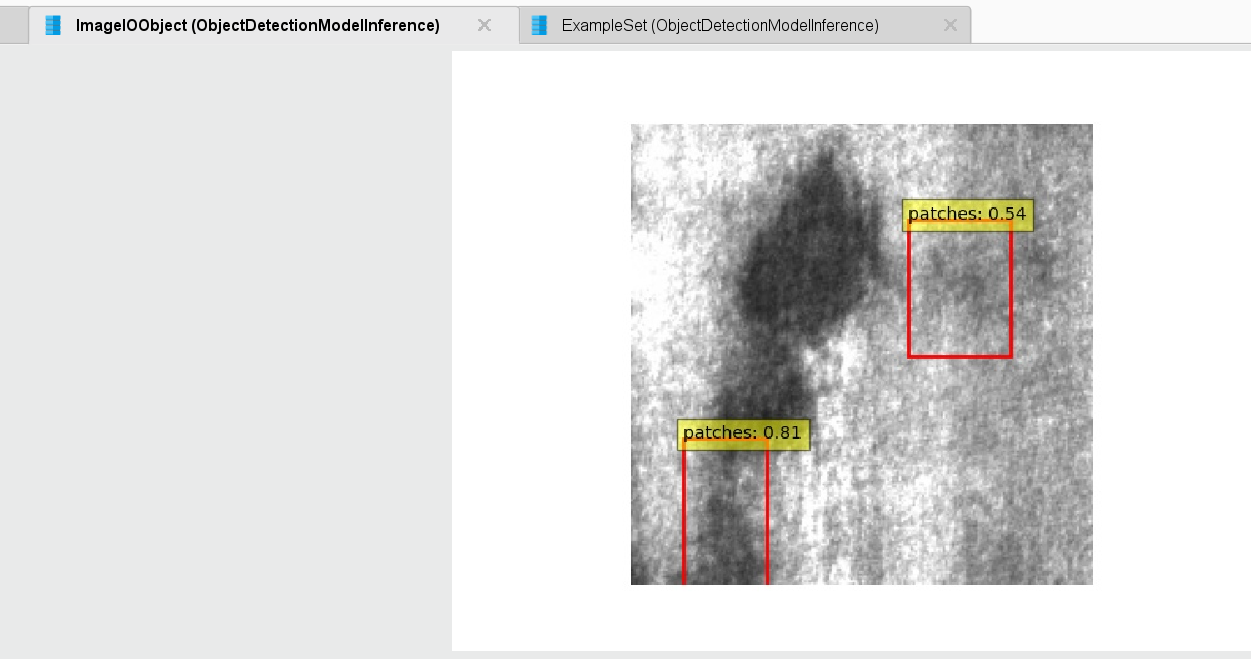 ImageIOObject (ObjectDetectionModelInference)
ExampleSet (ObjectDetectionModelInference)
patches: 0.54
patches: 0.81